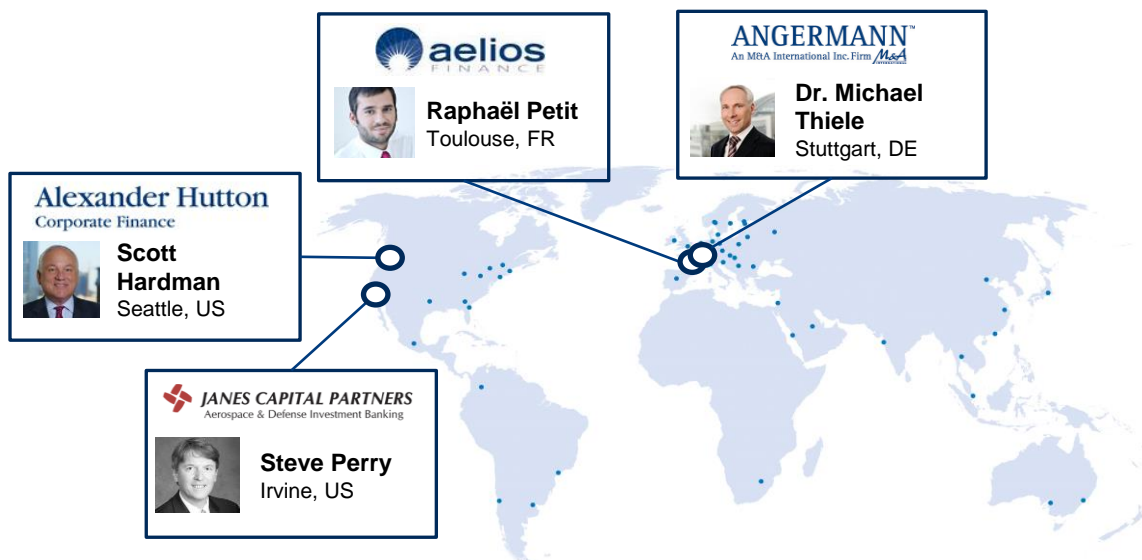 aelios
FINANCE
Raphaël Petit
Toulouse, FR
ANGERMANN™
An M&A International Inc. Firm M&A
INTERNATIONAL
Dr. Michael
Thiele
Stuttgart, DE
Alexander Hutton
Corporate Finance
Scott
Hardman
Seattle, US
JANES CAPITAL PARTNERS
Aerospace & Defense Investment Banking
Steve Perry
Irvine, US